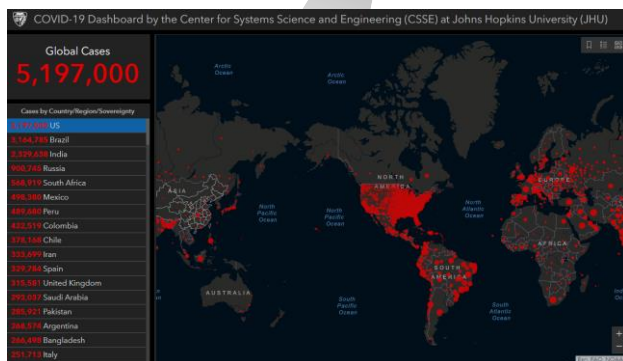 COVID-19 Dashboard by the Center for Systems Science and Engineering (CSSE) at Johns Hopkins University (JHU)
Global Cases
5,197,000
Cases by Country/Region/Sovereignty
US
3,164,785 Brazil
2,329,638 India
900,745 Russia
568,919 South Africa
498,380 Mexico
489,680 Peru
422,519 Colombia
378,168 Chile
333,699 Iran
329,784 Spain
315,581 United Kingdom
293,037 Saudi Arabia
285,921 Pakistan
268,574 Argentina
266,498 Bangladesh
251,713 Italy
Arctic
Ocean
Arctic
Ocean
NORTH
AMERICA
EUROPE
ASIA
North
Pacific
Ocean
North
Pacific
Ocean
North
Atlantic
Ocean
AFRICA
SOUTH
AMERICA
AUSTRALIA
South
Pacific
Ocean
South
Atlantic
Ocean